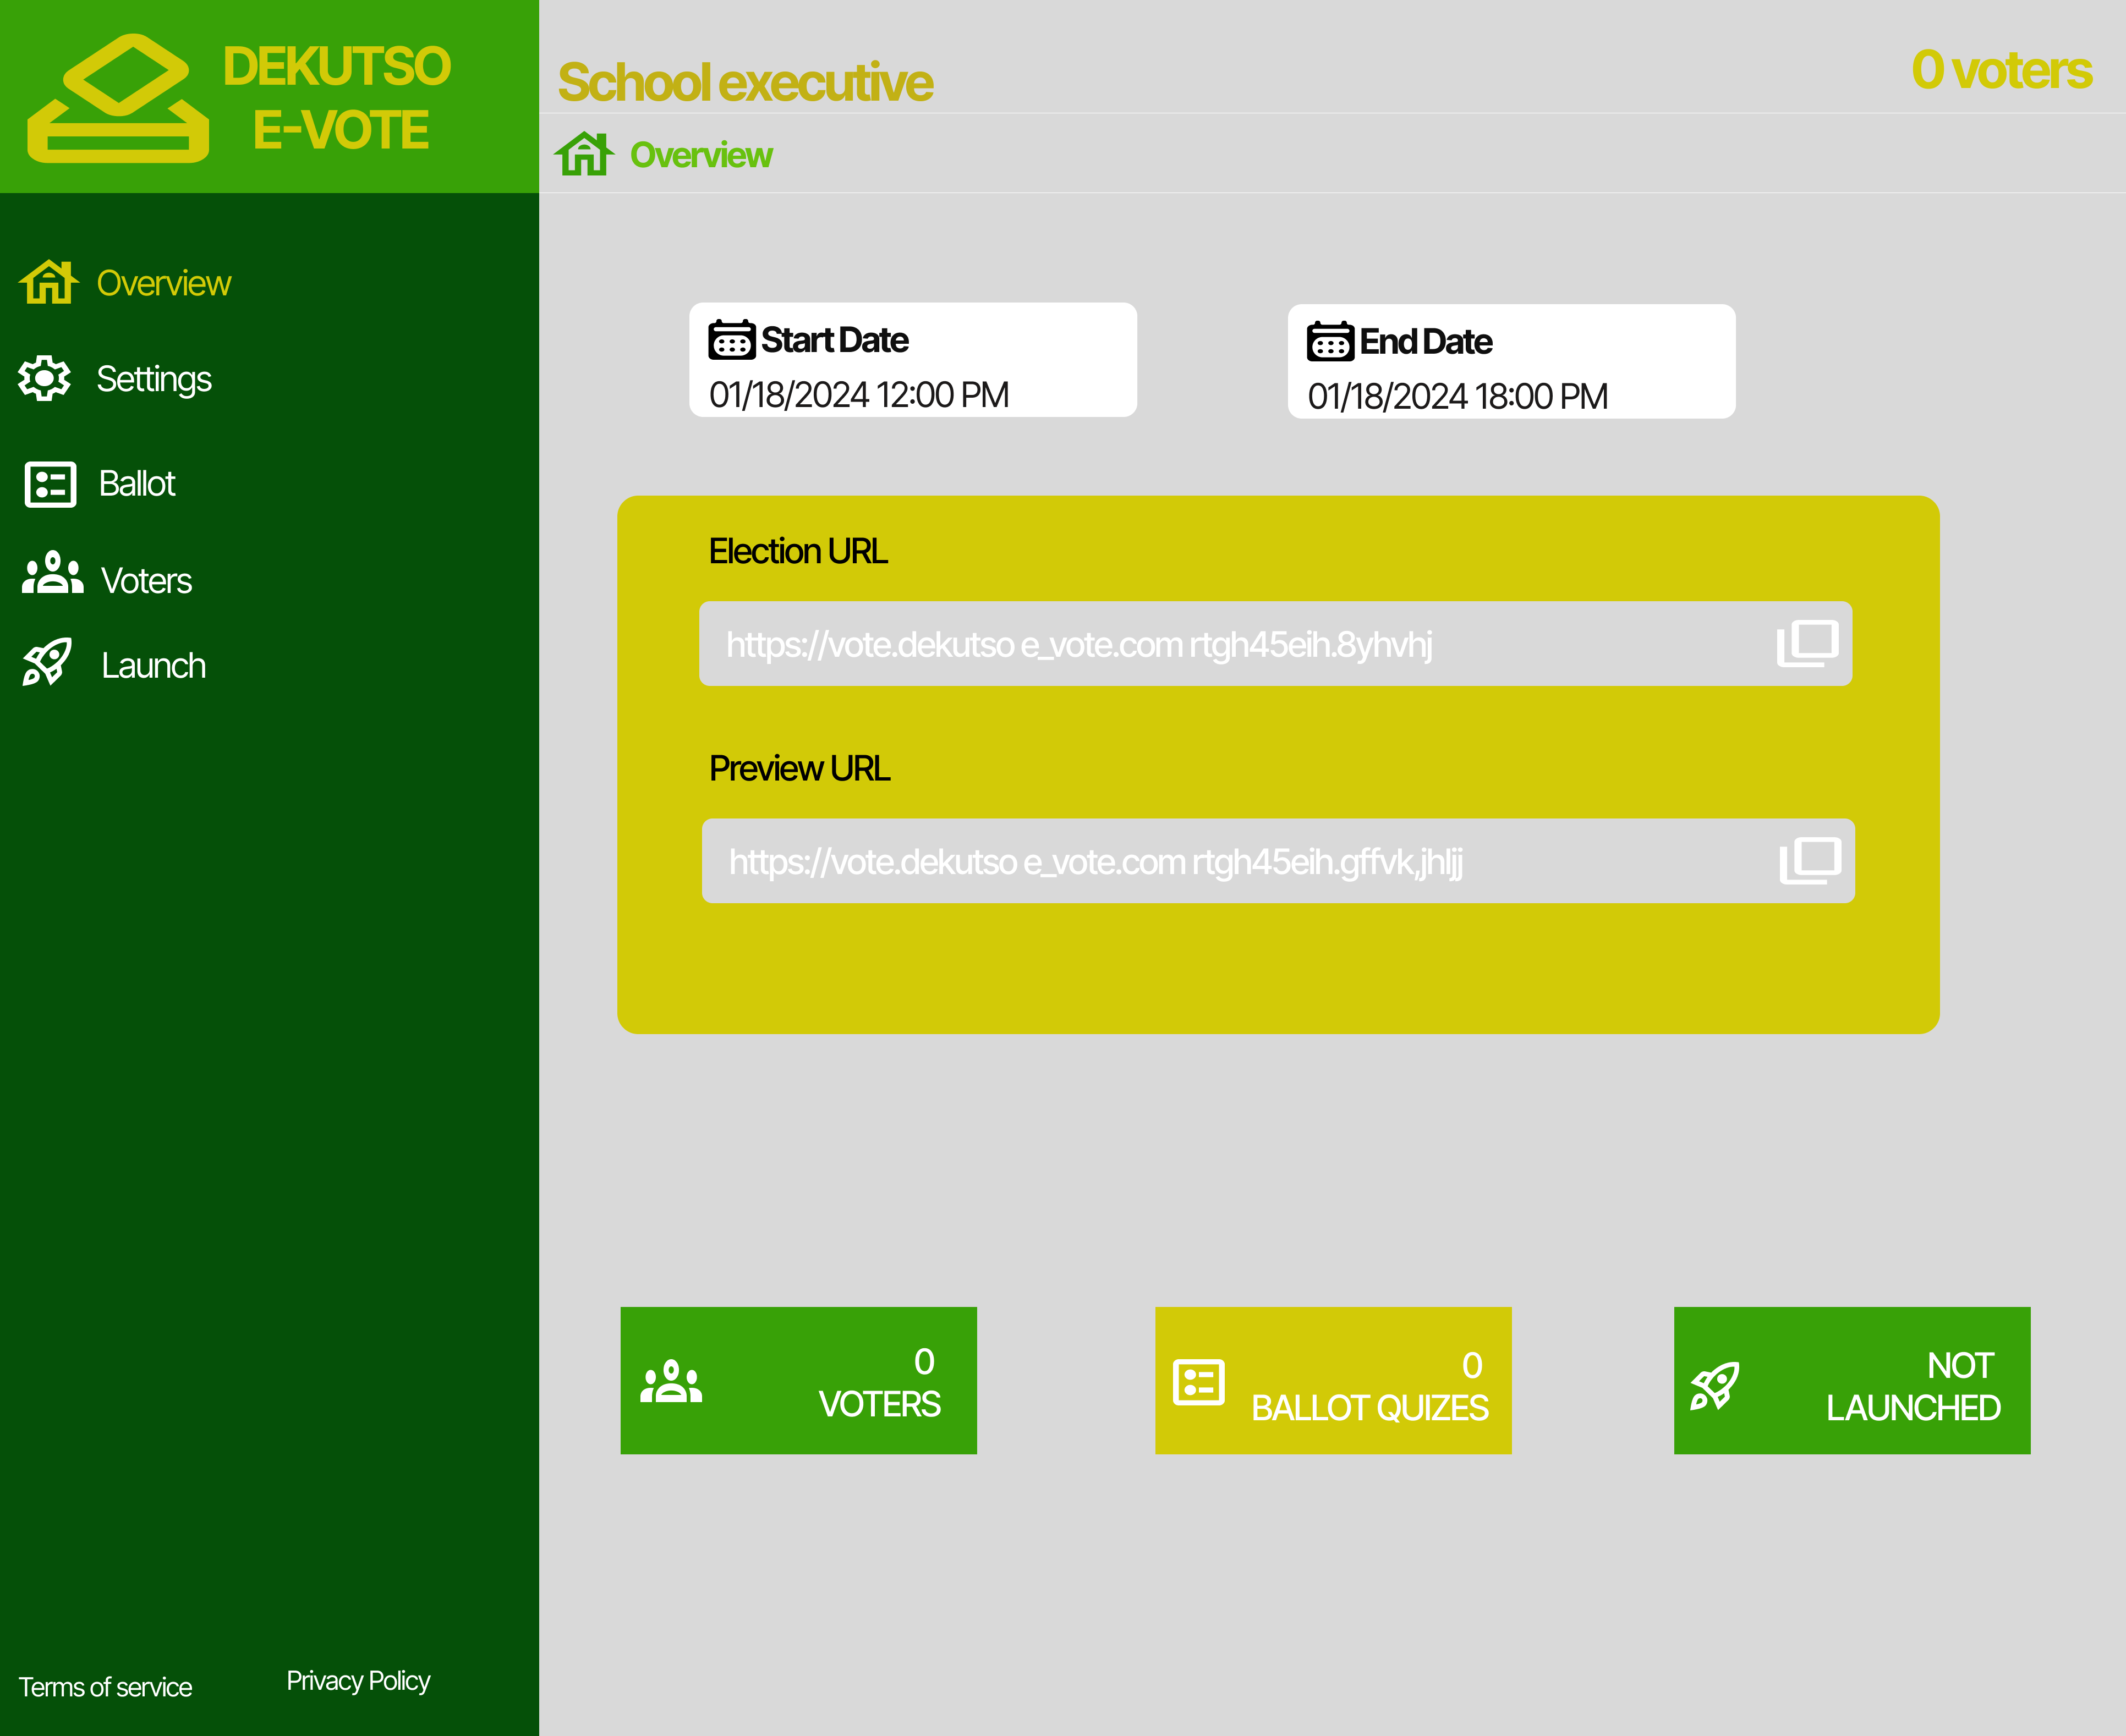 DEKUTSO
E-VOTE
School executive
0 voters
Overview
Overview
Settings
Ballot
Voters
Launch
Start Date
01/18/2024 12:00 PM
End Date
01/18/2024 18:00 PM
Election URL
https://vote.dekutso e_vote.com rtgh45eih.8yhvhj
Preview URL
https://vote.dekutso e_vote.com rtgh45eih.gffvk,jhljj
0
VOTERS
0
BALLOT QUIZES
NOT
LAUNCHED
Terms of service
Privacy Policy